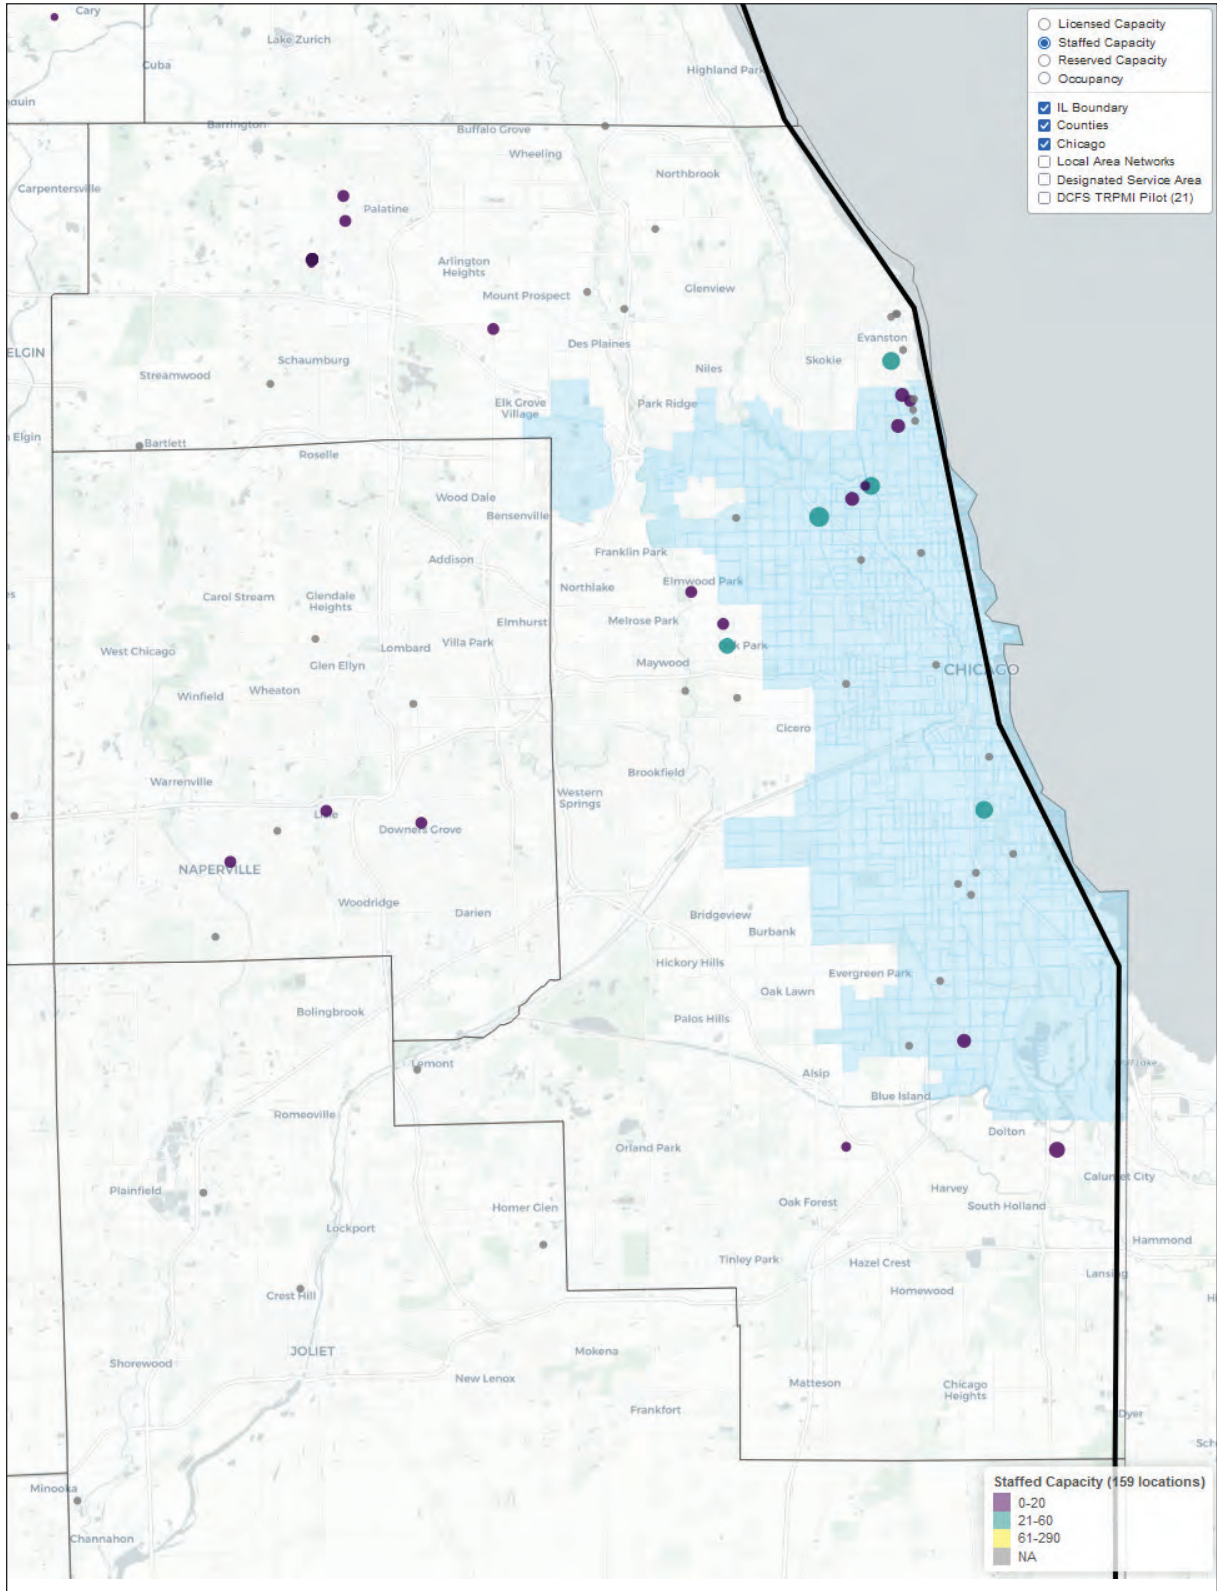 Cary
Lake Zurich
Cuba
Highland Park
Licensed Capacity
Staffed Capacity
Reserved Capacity
Occupancy
IL Boundary
Counties
Chicago
Local Area Networks
Designated Service Area
DCFS TRPMI Pilot (21)
Barrington
Buffalo Grove
Wheeling
Northbrook
Carpentersville
Palatine
Arlington
Heights
Mount Prospect
Glenview
Des Plaines
Evanston
ELGIN
Schaumburg
Skokie
Streamwood
Niles
Elk Grove
Village
Park Ridge
Elgin
Bartlett
Roselle
Wood Dale
Bensenville
Franklin Park
Addison
Northlake
Elmwood Park
Carol Stream
Glendale
Heights
Elmhurst
Melrose Park
West Chicago
Lombard
Villa Park
k Park
Glen Ellyn
Maywood
CHICAGO
Winfield
Wheaton
Cicero
Warrenville
Brookfield
Western
Springs
Lisle
Downers Grove
NAPERVILLE
Woodridge
Darien
Bridgeview
Burbank
Hickory Hills
Evergreen Park
Oak Lawn
Bolingbrook
Palos Hills
Lemont
Alsip
Blue Island
Romeoville
Dolton
Orland Park
Calumet City
Plainfield
Harvey
Oak Forest
South Holland
Homer Glen
Lockport
Hammond
Tinley Park
Hazel Crest
Lansing
Homewood
Crest Hill
JOLIET
Mokena
Shorewood
New Lenox
Matteson
Chicago
Heights
Frankfort
Dyer
Minooka
Channahon
Staffed Capacity (159 locations)
0-20
21-60
61-290
NA